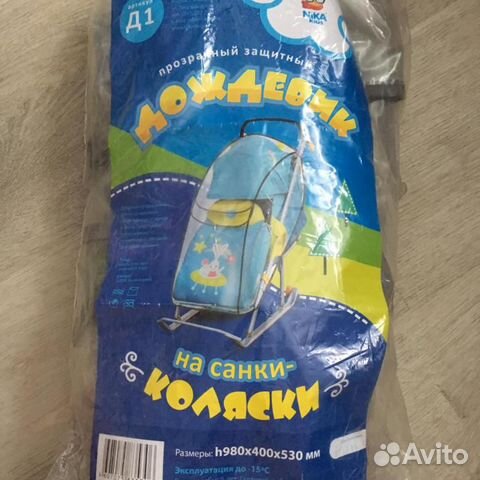 артикул
Д1
NiKA
KIDS
прозрачный защитный
ДОЖДЕВИК
на санки-
КОЛЯСКИ
Размеры: h980x400x530 мм
Эксплуатация до -15°С
Avito